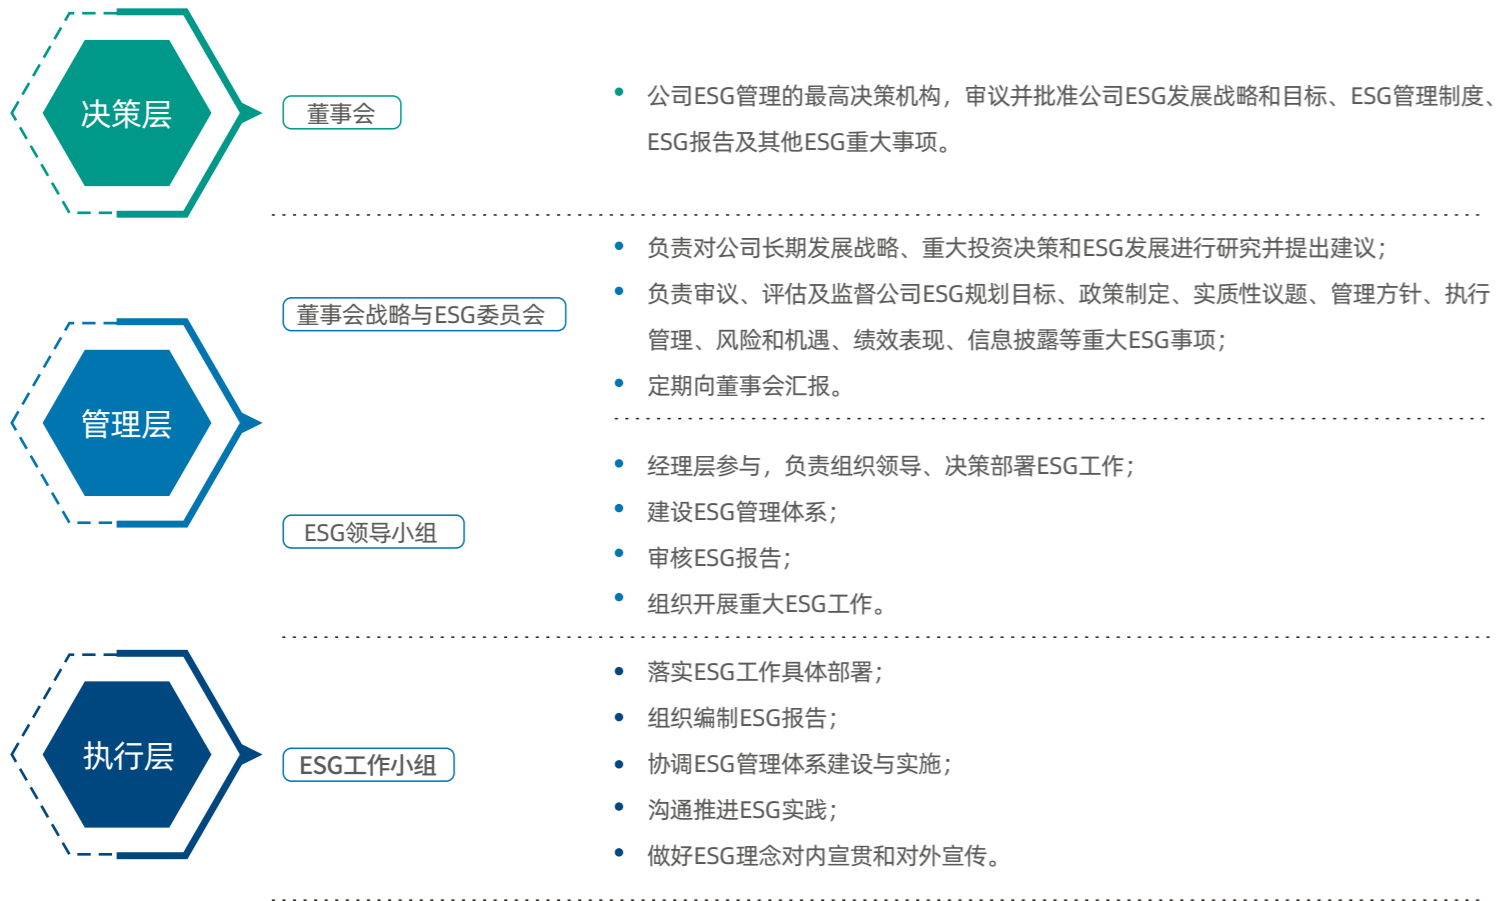 决策层
董事会
公司ESG管理的最高决策机构，审议并批准公司ESG发展战略和目标、ESG管理制度、
ESG报告及其他ESG重大事项。
管理层
董事会战略与ESG委员会
负责对公司长期发展战略、重大投资决策和ESG发展进行研究并提出建议；
负责审议、评估及监督公司ESG规划目标、政策制定、实质性议题、管理方针、执行
管理、风险和机遇、绩效表现、信息披露等重大ESG事项；
定期向董事会汇报。
ESG领导小组
经理层参与，负责组织领导、决策部署ESG工作；
建设ESG管理体系；
审核ESG报告；
组织开展重大ESG工作。
执行层
ESG工作小组
落实ESG工作具体部署；
组织编制ESG报告；
协调ESG管理体系建设与实施；
沟通推进ESG实践；
做好ESG理念对内宣贯和对外宣传。